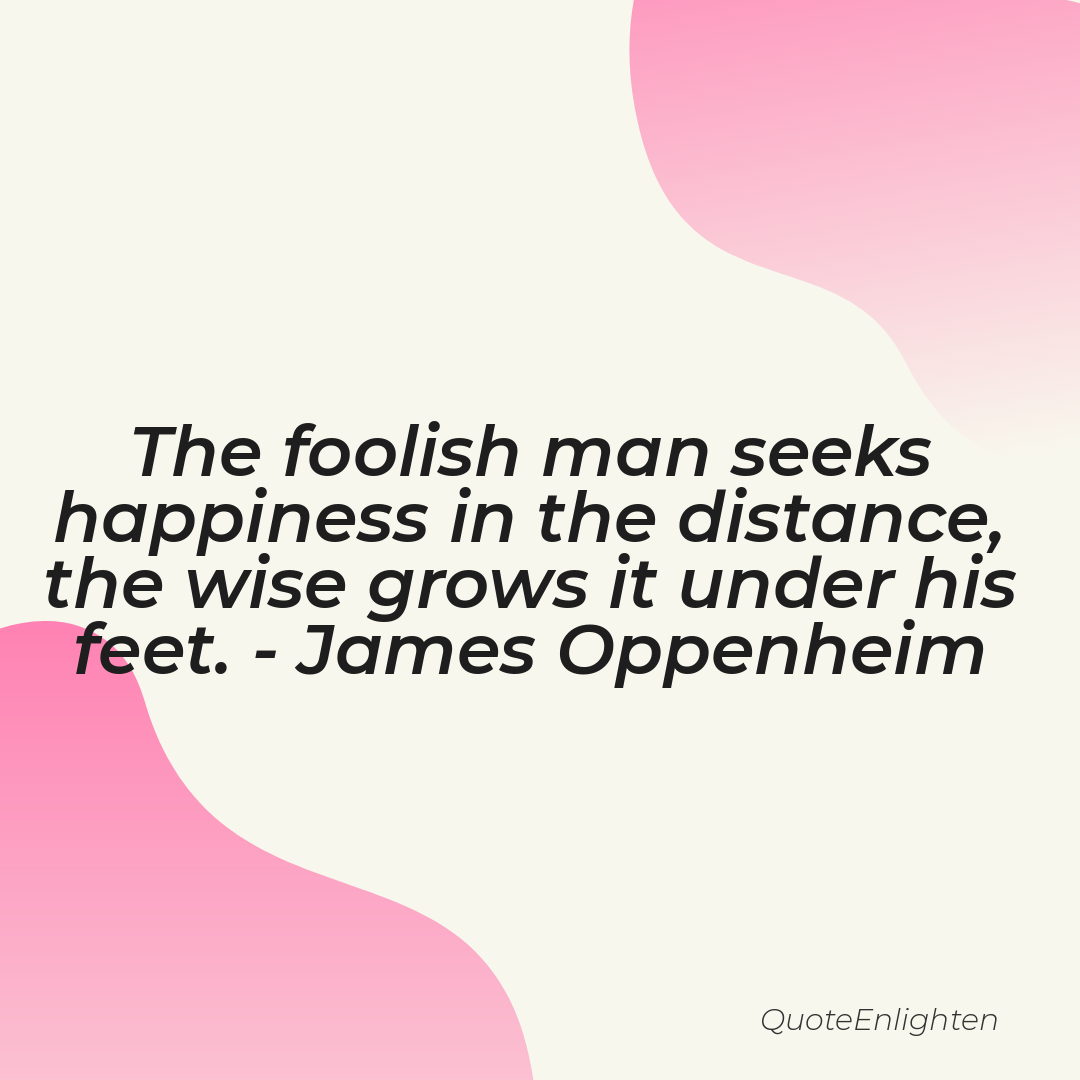 The foolish man seeks
happiness in the distance,
the wise grows it under his
feet. - James Oppenheim
QuoteEnlighten